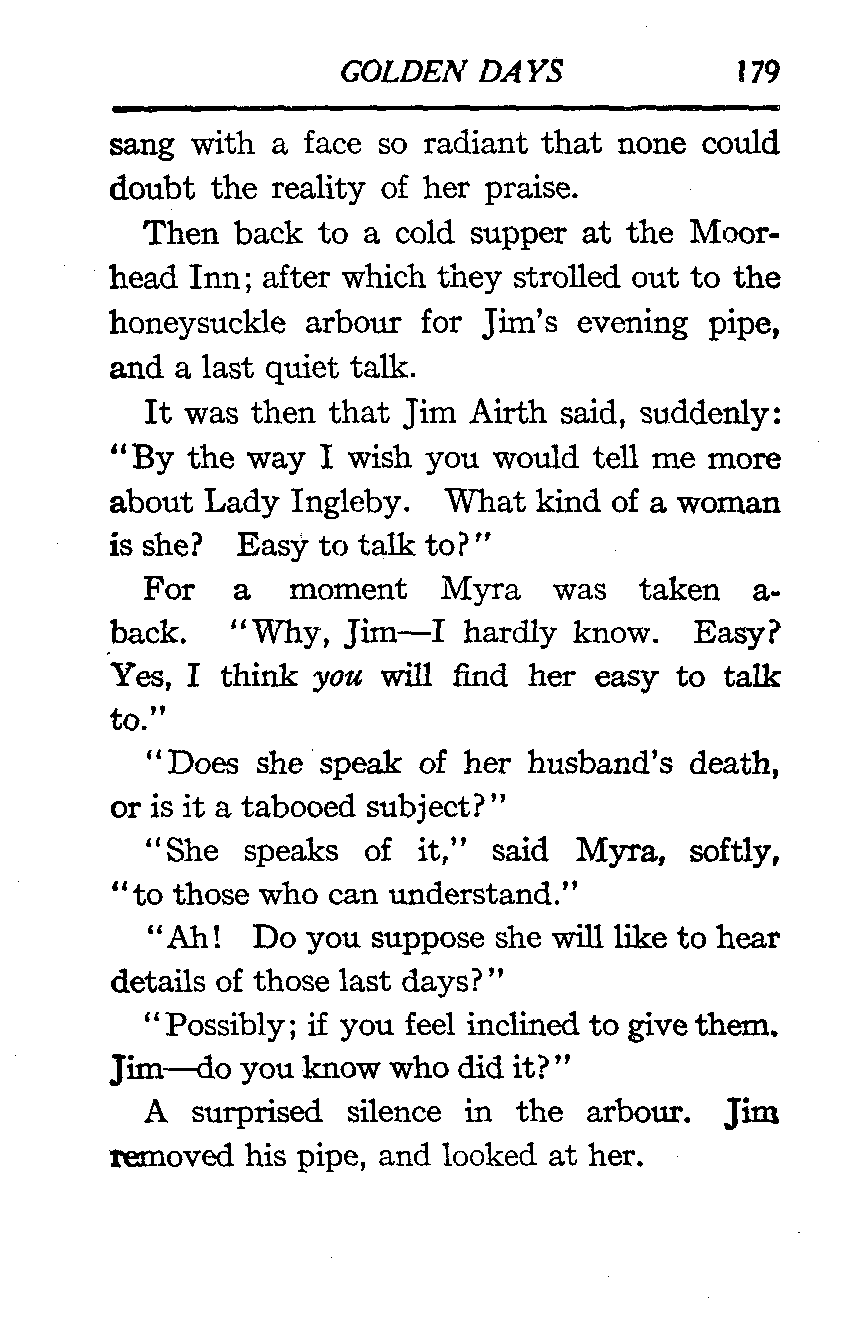 GOLDEN DAYS 179
sang with a face so radiant that none could
doubt the reality of her praise.
Then back to a cold supper at the Moor-
head Inn; after which they strolled out to the
honeysuckle arbour for Jim's evening pipe,
and a last quiet talk.
It was then that Jim Airth said, suddenly:
"By the way I wish you would tell me more
about Lady Ingleby. What kind of a woman
is she? Easy to talk to?"
For a moment Myra was taken a-
back. "Why, Jim—I hardly know. Easy?
Yes, I think you will find her easy to talk
to."
"Does she speak of her husband's death,
or is it a tabooed subject?"
"She speaks of it," said Myra, softly,
"to those who can understand."
"Ah! Do you suppose she will like to hear
details of those last days?"
"Possibly; if you feel inclined to give them.
Jim—do you know who did it?"
A surprised silence in the arbour. Jim
removed his pipe, and looked at her.